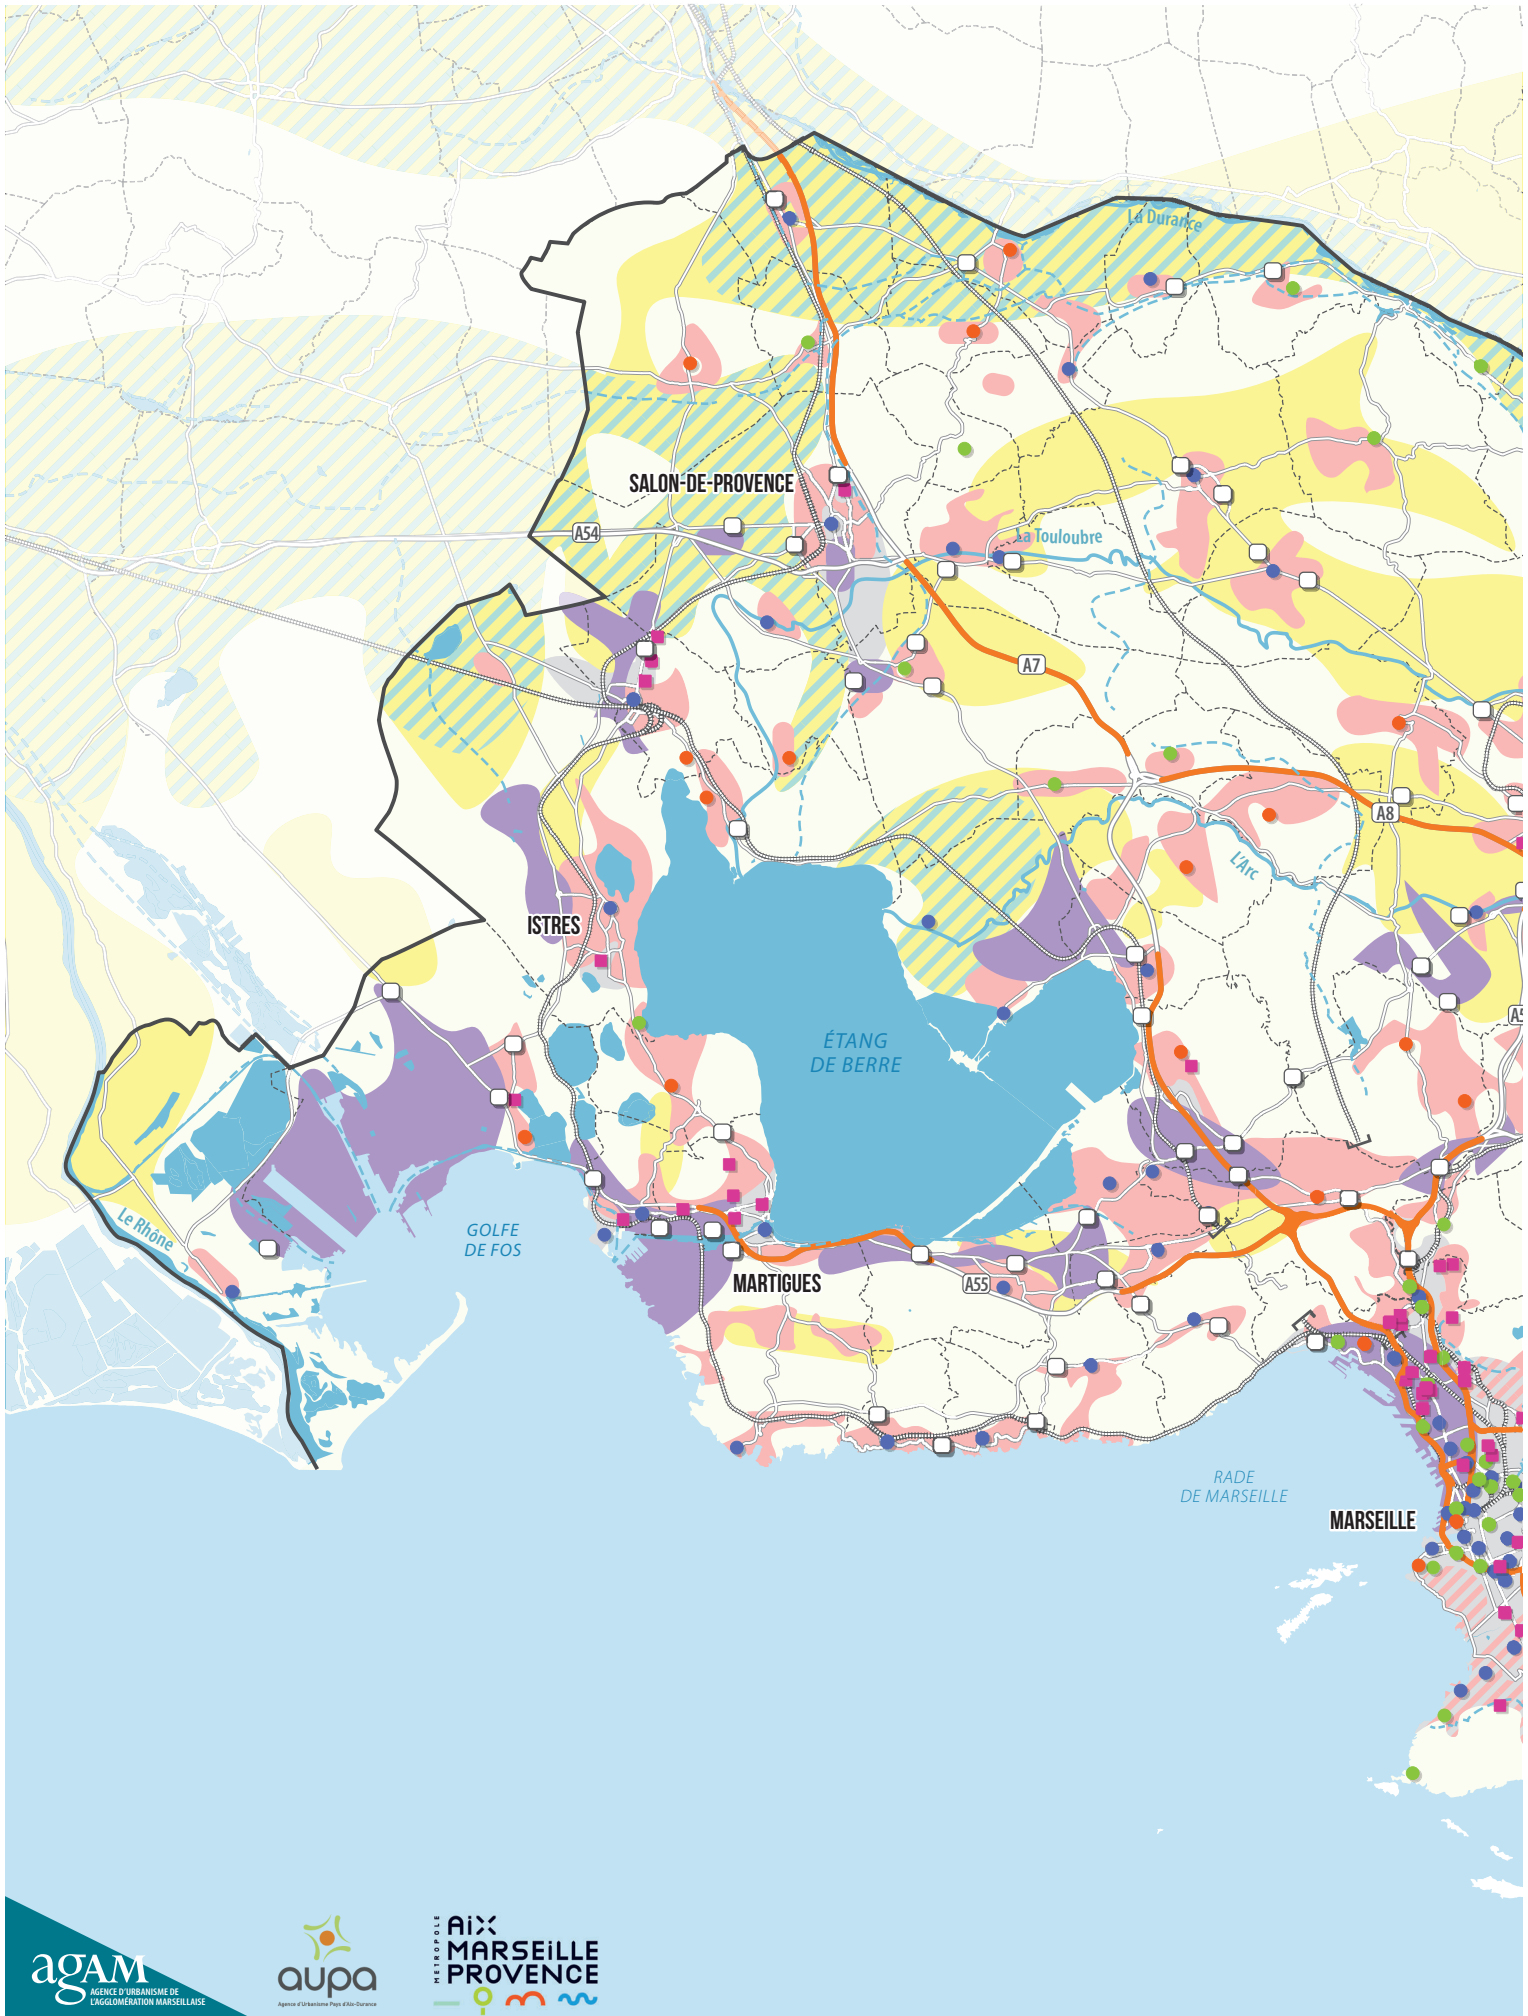 La Durance
SALON-DE-PROVENCE
A54
La Touloubre
A7
A8
L'Arc
ISTRES
A5
ÉTANG
DE BERRE
Le Rhône
GOLFE
DE FOS
MARTIGUES
A55
RADE
DE MARSEILLE
MARSEILLE
agAM
AGENCE D'URBANISME DE
L'AGGLOMÉRATION MARSEILLAISE
aupa
Agence d'Urbanisme Pays d'Aix-Durance
METROPOLE
AIX
MARSEILLE
PROVENCE